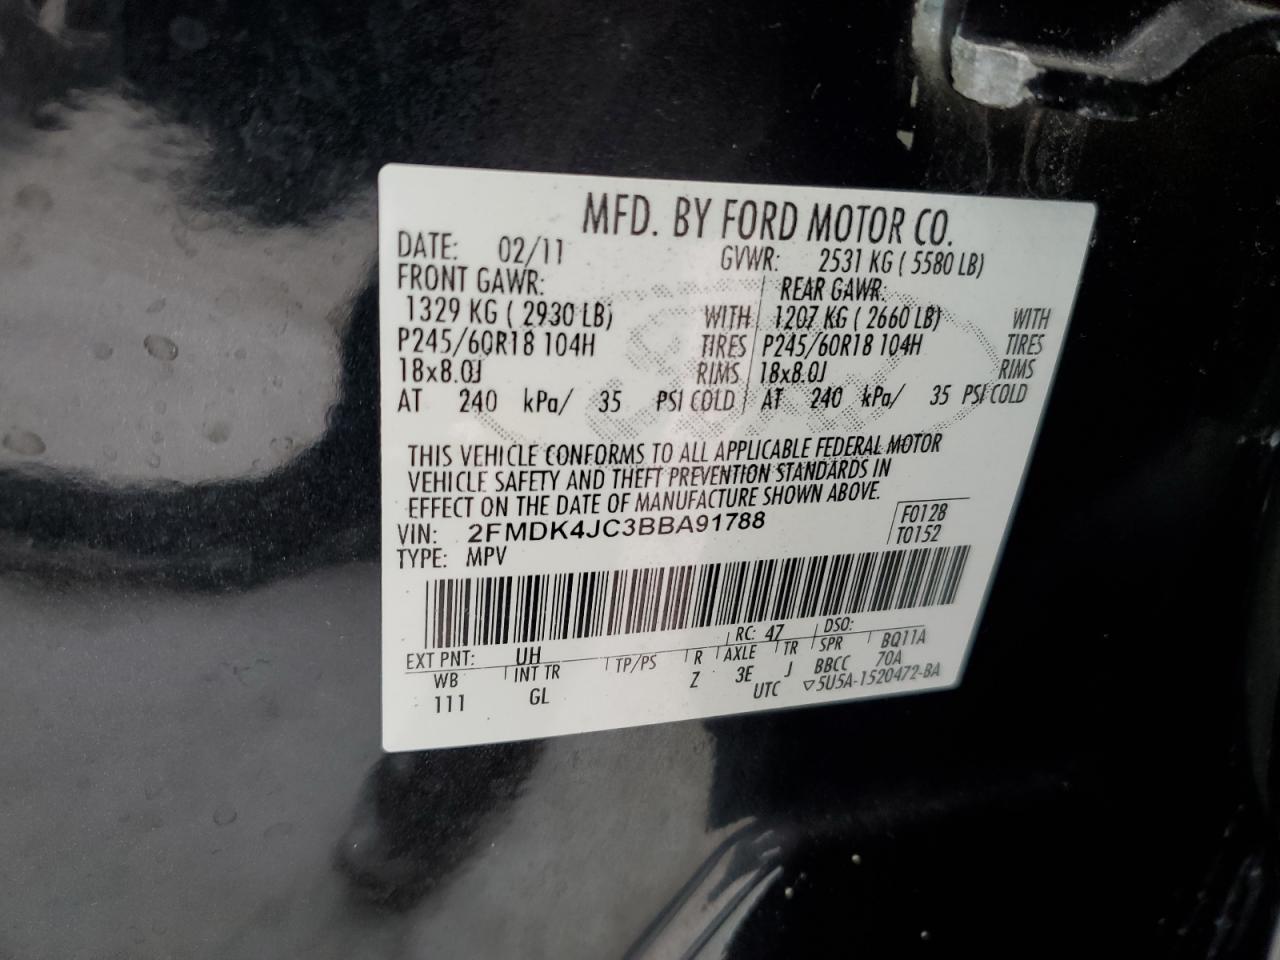 MFD. BY FORD MOTOR CO.
DATE: 02/11 GVWR: 2531 KG ( 5580 LB)
FRONT GAWR: REAR GAWR:
1329 KG ( 2930 LB) WITH 1207 KG ( 2660 LB) WITH
P245/60R18 104H TIRES P245/60R18 104H TIRES
18x8.0J RIMS 18x8.0J RIMS
AT 240 kPa/ 35 PSI COLD AT 240 kPa/ 35 PSI COLD
THIS VEHICLE CONFORMS TO ALL APPLICABLE FEDERAL MOTOR
VEHICLE SAFETY AND THEFT PREVENTION STANDARDS IN
EFFECT ON THE DATE OF MANUFACTURE SHOWN ABOVE.
VIN: 2FMDK4JC3BBA91788 F0128
TYPE: MPV T0152
EXT PNT: UH RC: 47 DSO:
WB INT TR TP/PS R AXLE TR SPR BQ11A
111 GL Z 3E J BBCC 70A
UTC ▽5U5A-1520472-BA